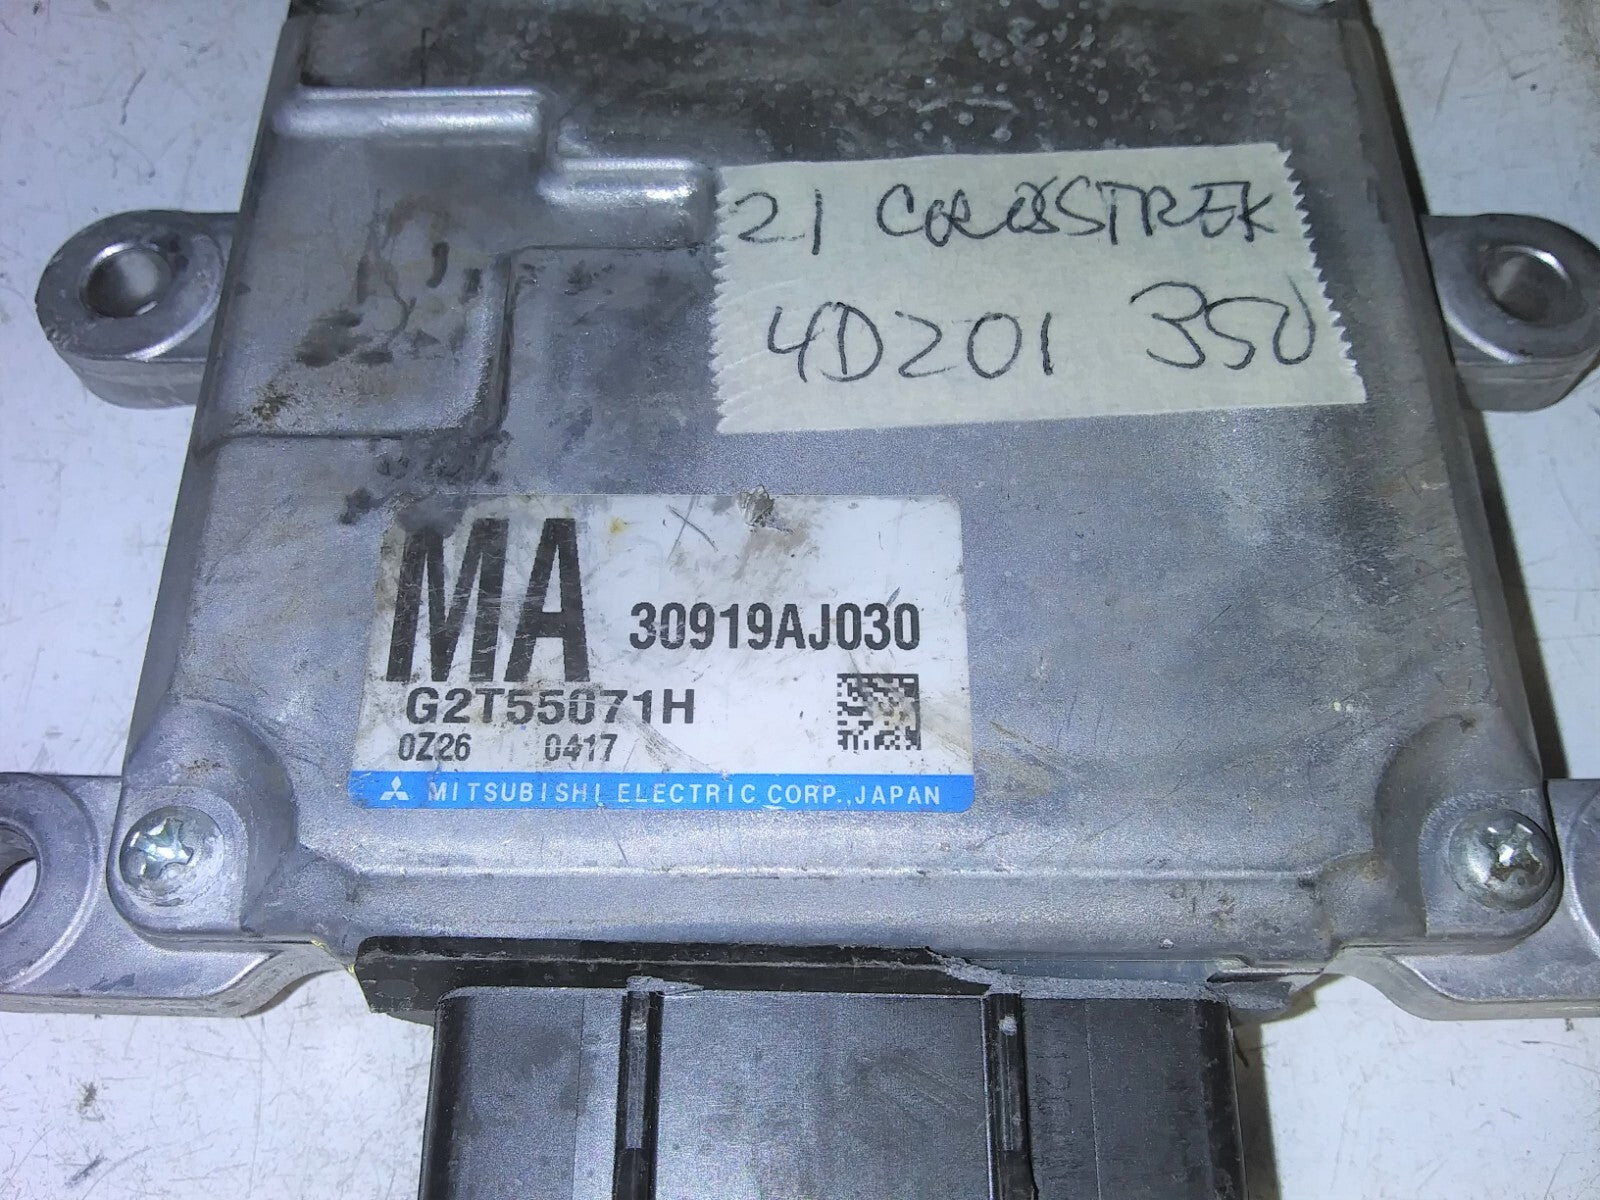 21 CROSSTREK
4D201 350
MA 30919AJ030
G2T55071H
0Z26 0417
MITSUBISHI ELECTRIC CORP., JAPAN